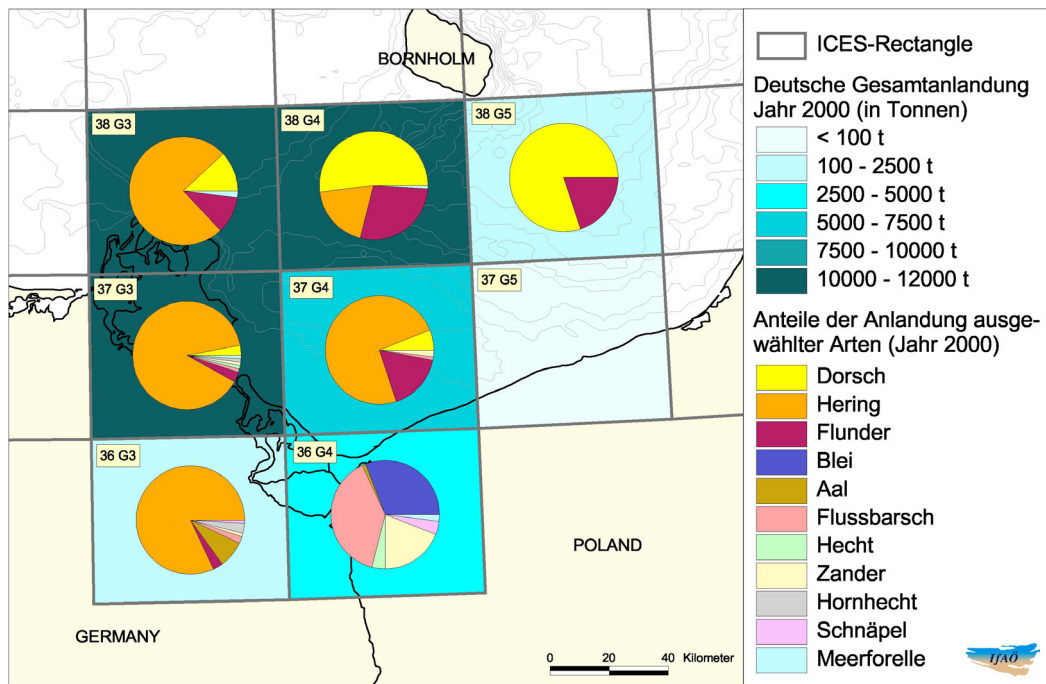 BORNHOLM
38 G3
38 G4
38 G5
37 G3
37 G4
37 G5
36 G3
36 G4
POLAND
GERMANY
0 20 40 Kilometer
ICES-Rectangle
Deutsche Gesamtanlandung
Jahr 2000 (in Tonnen)
< 100 t
100 - 2500 t
2500 - 5000 t
5000 - 7500 t
7500 - 10000 t
10000 - 12000 t
Anteile der Anlandung ausge-
wählter Arten (Jahr 2000)
Dorsch
Hering
Flunder
Blei
Aal
Flussbarsch
Hecht
Zander
Hornhecht
Schnäpel
Meerforelle
IfAÖ